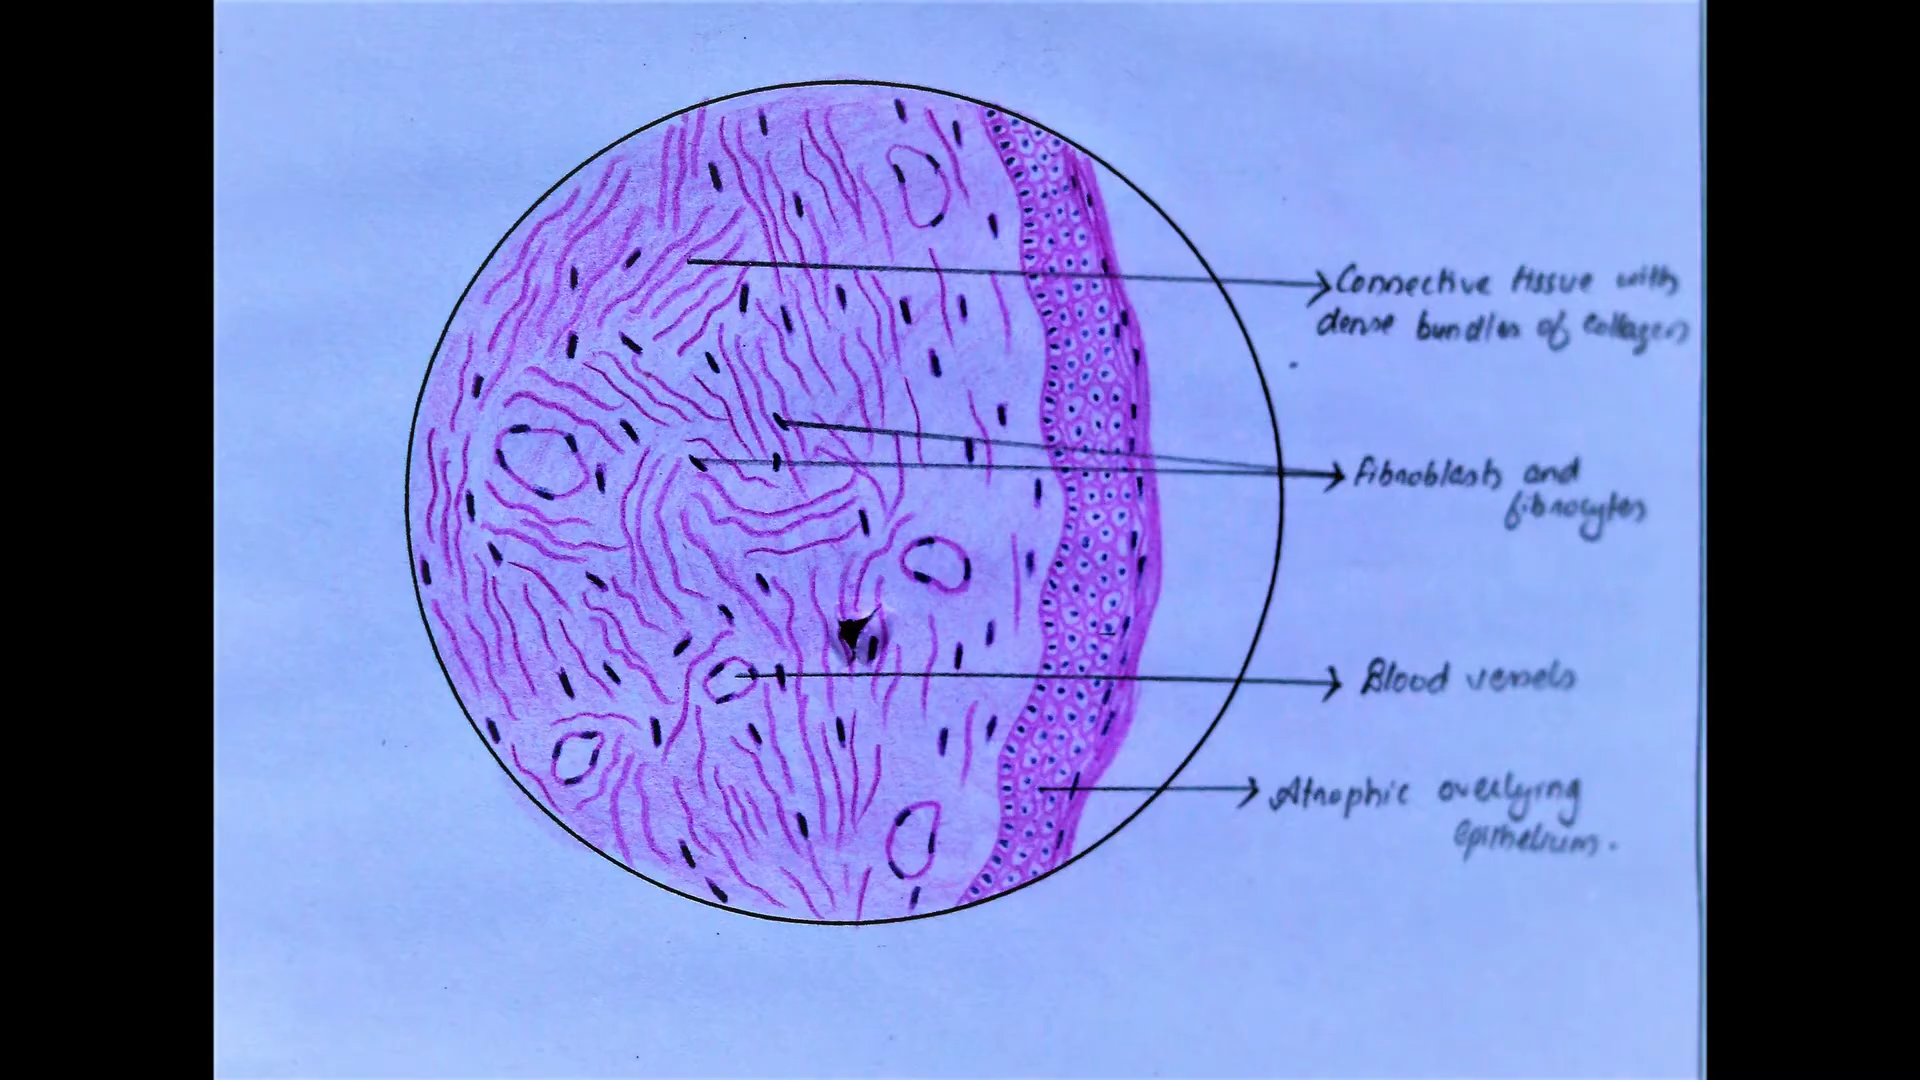 Connective tissue with
dense bundles of collagen
Fibroblasts and
fibrocytes
Blood vessels
Atrophic overlying
Epithelium.